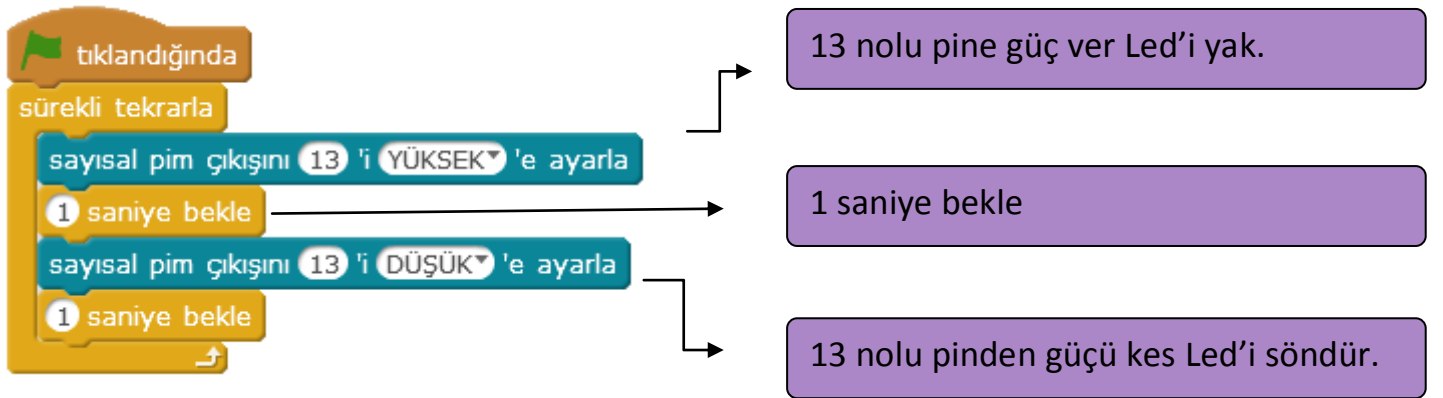 tıklandığında
sürekli tekrarla
sayısal pim çıkışını 13 'i YÜKSEK 'e ayarla
1 saniye bekle
sayısal pim çıkışını 13 'i DÜŞÜK 'e ayarla
1 saniye bekle
13 nolu pine güç ver Led’i yak.
1 saniye bekle
13 nolu pinden güçü kes Led’i söndür.